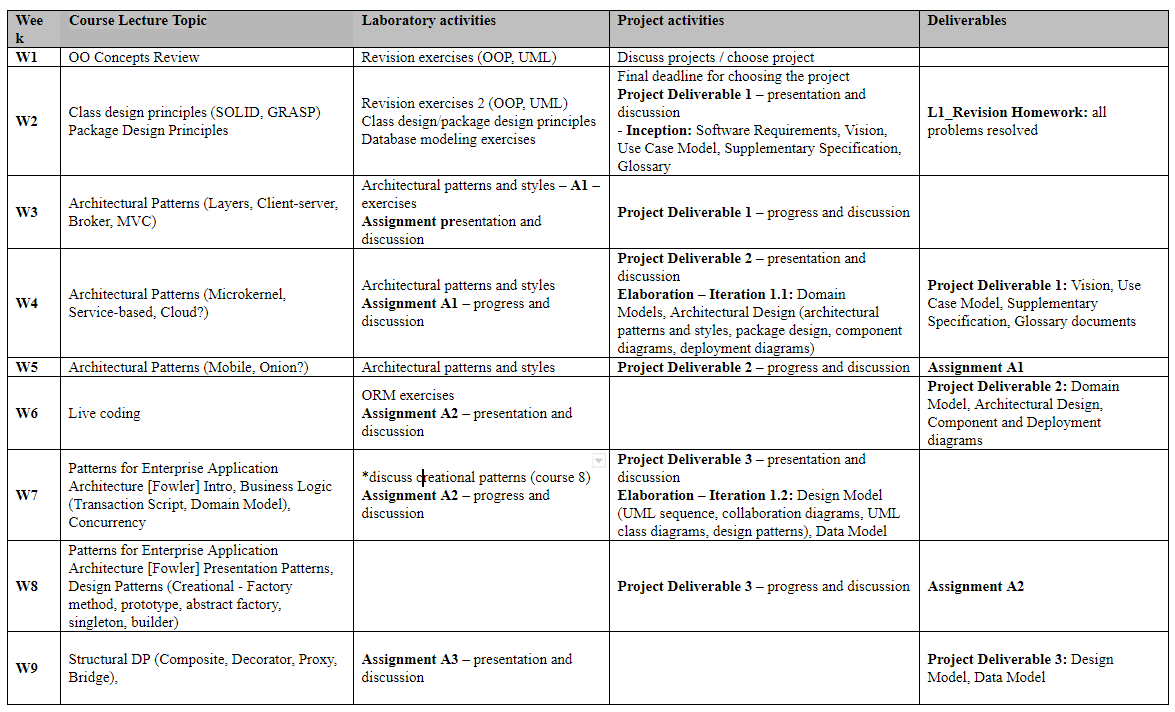 Wee
k
Course Lecture Topic
Laboratory activities
Project activities
Deliverables
W1
OO Concepts Review
Revision exercises (OOP, UML)
Discuss projects / choose project
W2
Class design principles (SOLID, GRASP)
Package Design Principles
Revision exercises 2 (OOP, UML)
Class design/package design principles
Database modeling exercises
Final deadline for choosing the project
Project Deliverable 1 – presentation and
discussion
- Inception: Software Requirements, Vision,
Use Case Model, Supplementary Specification,
Glossary
L1_Revision Homework: all
problems resolved
W3
Architectural Patterns (Layers, Client-server,
Broker, MVC)
Architectural patterns and styles – A1 –
exercises
Assignment presentation and
discussion
Project Deliverable 1 – progress and discussion
W4
Architectural Patterns (Microkernel,
Service-based, Cloud?)
Architectural patterns and styles
Assignment A1 – progress and
discussion
Project Deliverable 2 – presentation and
discussion
Elaboration – Iteration 1.1: Domain
Models, Architectural Design (architectural
patterns and styles, package design, component
diagrams, deployment diagrams)
Project Deliverable 1: Vision, Use
Case Model, Supplementary
Specification, Glossary documents
W5
Architectural Patterns (Mobile, Onion?)
Architectural patterns and styles
Project Deliverable 2 – progress and discussion
Assignment A1
W6
Live coding
ORM exercises
Assignment A2 – presentation and
discussion
Project Deliverable 2: Domain
Model, Architectural Design,
Component and Deployment
diagrams
W7
Patterns for Enterprise Application
Architecture [Fowler] Intro, Business Logic
(Transaction Script, Domain Model),
Concurrency
*discuss creational patterns (course 8)
Assignment A2 – progress and
discussion
Project Deliverable 3 – presentation and
discussion
Elaboration – Iteration 1.2: Design Model
(UML sequence, collaboration diagrams, UML
class diagrams, design patterns), Data Model
W8
Patterns for Enterprise Application
Architecture [Fowler] Presentation Patterns,
Design Patterns (Creational - Factory
method, prototype, abstract factory,
singleton, builder)
Project Deliverable 3 – progress and discussion
Assignment A2
W9
Structural DP (Composite, Decorator, Proxy,
Bridge),
Assignment A3 – presentation and
discussion
Project Deliverable 3: Design
Model, Data Model